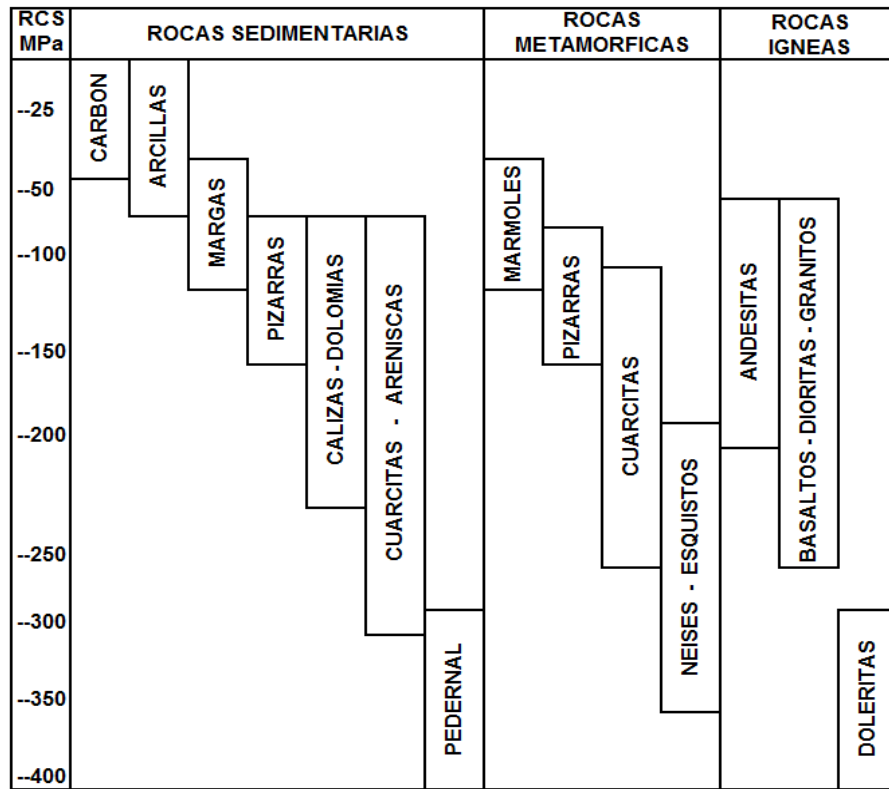 RCS
MPa
ROCAS SEDIMENTARIAS
ROCAS
METAMORFICAS
ROCAS
IGNEAS
--25
--50
--100
--150
--200
--250
--300
--350
--400
CARBON
ARCILLAS
MARGAS
PIZARRAS
CALIZAS - DOLOMIAS
CUARCITAS - ARENISCAS
PEDERNAL
MARMOLES
PIZARRAS
CUARCITAS
NEISES - ESQUISTOS
ANDESITAS
BASALTOS - DIORITAS - GRANITOS
DOLERITAS